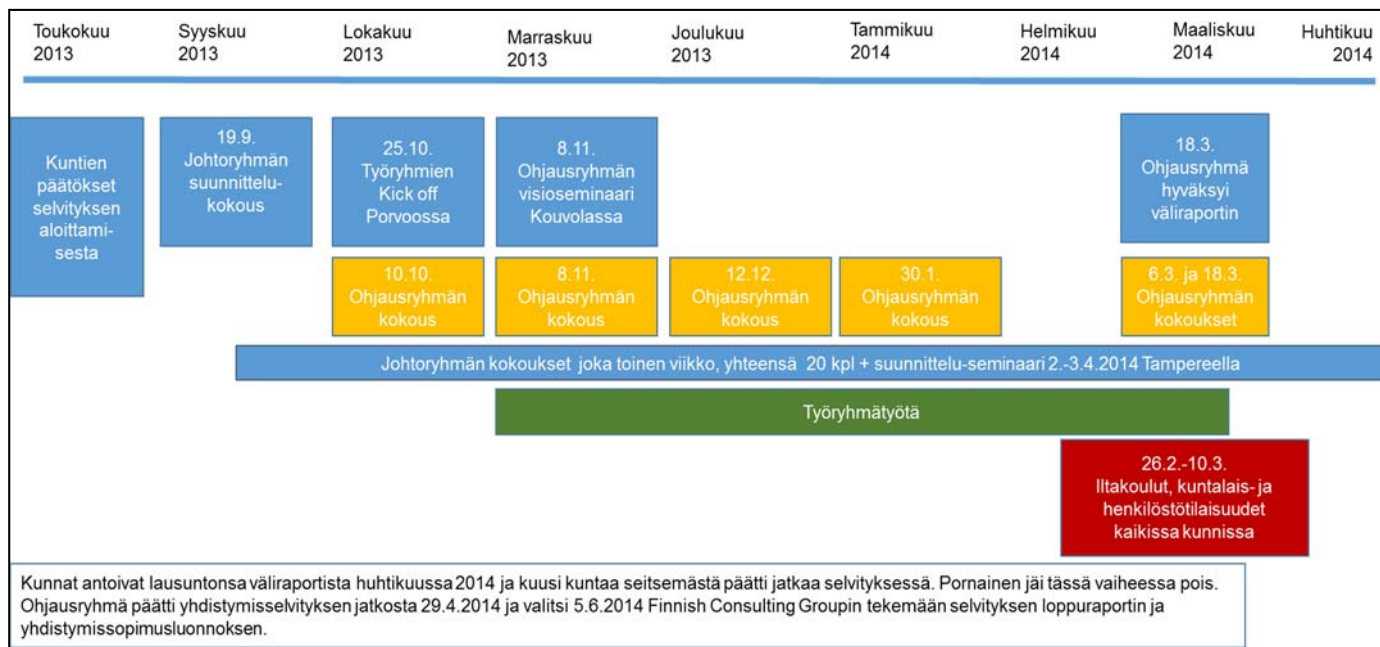 Toukokuu
2013
Syyskuu
2013
Lokakuu
2013
Marraskuu
2013
Joulukuu
2013
Tammikuu
2014
Helmikuu
2014
Maaliskuu
2014
Huhtikuu
2014
Kuntien
päätökset
selvityksen
aloittami-
sesta
19.9.
Johtoryhmän
suunnittelu-
kokous
25.10.
Työryhmien
Kick off
Porvoossa
8.11.
Ohjausryhmän
visioseminaari
Kouvolassa
18.3.
Ohjausryhmä
hyväksyi
väliraportin
10.10.
Ohjausryhmän
kokous
8.11.
Ohjausryhmän
kokous
12.12.
Ohjausryhmän
kokous
30.1.
Ohjausryhmän
kokous
6.3. ja 18.3.
Ohjausryhmän
kokoukset
Johtoryhmän kokoukset joka toinen viikko, yhteensä 20 kpl + suunnittelu-seminaari 2.-3.4.2014 Tampereella
Työryhmätyötä
26.2.-10.3.
Iltakoulut, kuntalais- ja
henkilöstötilaisuudet
kaikissa kunnissa
Kunnat antoivat lausuntonsa väliraportista huhtikuussa 2014 ja kuusi kuntaa seitsemästä päätti jatkaa selvityksessä. Pornainen jäi tässä vaiheessa pois.
Ohjausryhmä päätti yhdistymisselvityksen jatkosta 29.4.2014 ja valitsi 5.6.2014 Finnish Consulting Groupin tekemään selvityksen loppuraportin ja
yhdistymissopimusluonnoksen.